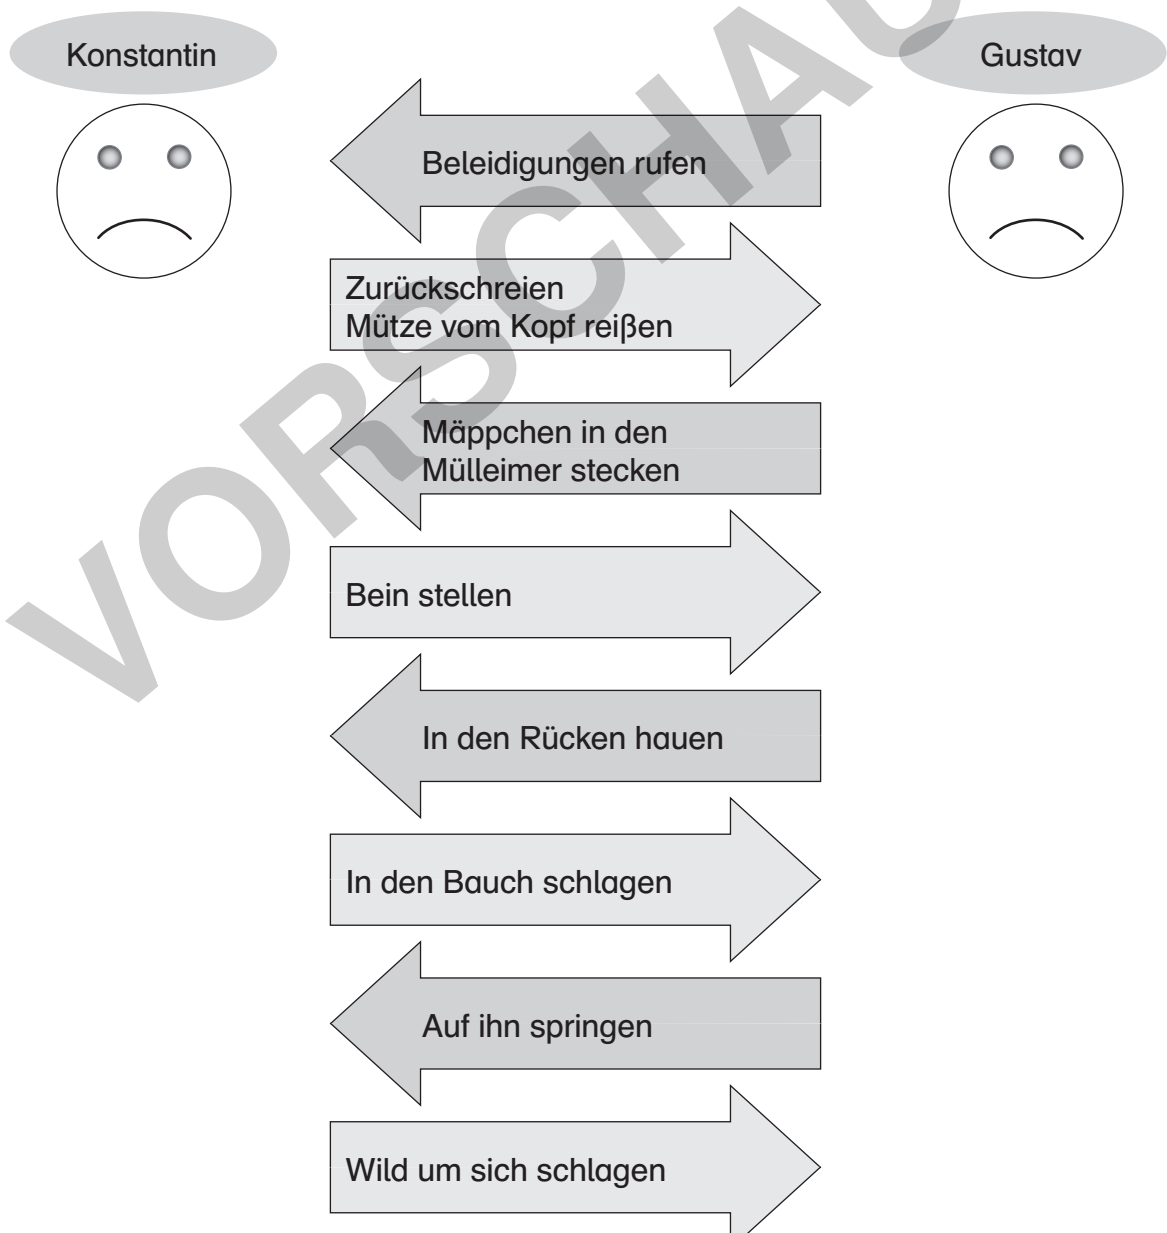 Konstantin
Gustav
Beleidigungen rufen
Zurückschreien
Mütze vom Kopf reißen
Mäppchen in den
Mülleimer stecken
Bein stellen
In den Rücken hauen
In den Bauch schlagen
Auf ihn springen
Wild um sich schlagen
VORSCHAU